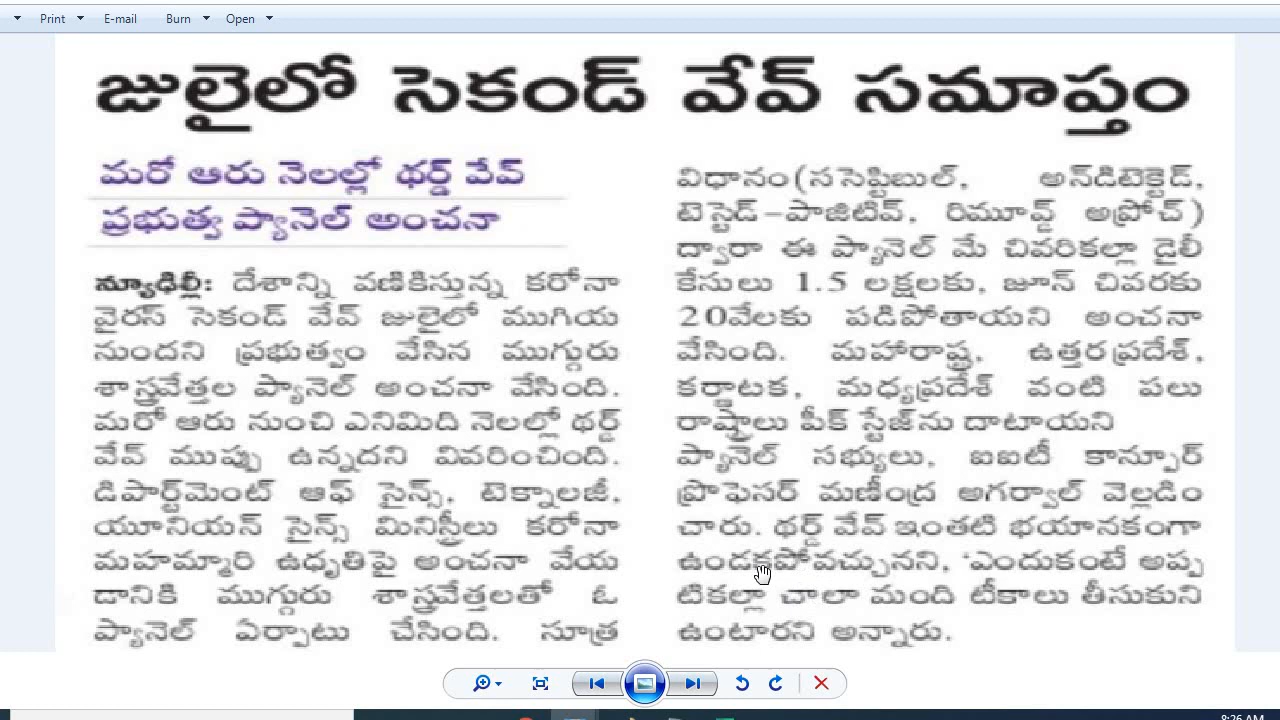 Print
E-mail
Burn
Open
జులైలో సెకండ్ వేవ్ సమాప్తం
మరో ఆరు నెలల్లో థర్డ్ వేవ్
ప్రభుత్వ ప్యానెల్ అంచనా
న్యూఢిల్లీ: దేశాన్ని వణికిస్తున్న కరోనా
వైరస్ సెకండ్ వేవ్ జులైలో ముగియ
నుందని ప్రభుత్వం వేసిన ముగ్గురు
శాస్త్రవేత్తల ప్యానెల్ అంచనా వేసింది.
మరో ఆరు నుంచి ఎనిమిది నెలల్లో థర్డ్
వేవ్ ముప్పు ఉన్నదని వివరించింది.
డిపార్ట్‌మెంట్ ఆఫ్ సైన్స్, టెక్నాలజీ,
యూనియన్ సైన్స్ మినిస్ట్రీలు కరోనా
మహమ్మారి ఉధృతిపై అంచనా వేయ
డానికి ముగ్గురు శాస్త్రవేత్తలతో ఓ
ప్యానెల్ ఏర్పాటు చేసింది. సూత్ర
విధానం(ససెప్టిబుల్, అన్‌డిటెక్టెడ్,
టెస్టెడ్-పాజిటివ్, రిమూవ్డ్ అప్రోచ్)
ద్వారా ఈ ప్యానెల్ మే చివరికల్లా డైలీ
కేసులు 1.5 లక్షలకు, జూన్ చివరకు
20వేలకు పడిపోతాయని అంచనా
వేసింది. మహారాష్ట్ర, ఉత్తరప్రదేశ్,
కర్ణాటక, మధ్యప్రదేశ్ వంటి పలు
రాష్ట్రాలు పీక్ స్టేజ్‌ను దాటాయని
ప్యానెల్ సభ్యులు, ఐఐటీ కాన్పూర్
ప్రొఫెసర్ మణీంద్ర అగర్వాల్ వెల్లడిం
చారు. థర్డ్ వేవ్ ఇంతటి భయానకంగా
ఉండకపోవచ్చునని, 'ఎందుకంటే అప్ప
టికల్లా చాలా మంది టీకాలు తీసుకుని
ఉంటారని అన్నారు.